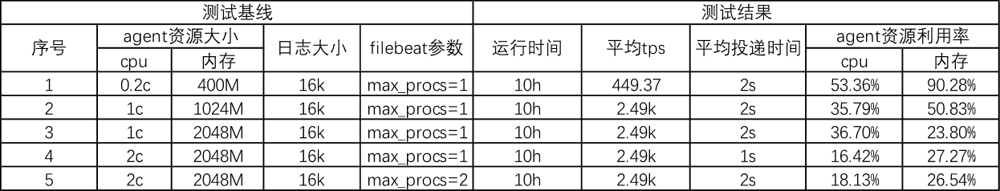 测试基线 测试结果
序号 agent资源大小 日志大小 filebeat参数 运行时间 平均tps 平均投递时间 agent资源利用率
cpu 内存 cpu 内存
1 0.2c 400M 16k max_procs=1 10h 449.37 2s 53.36% 90.28%
2 1c 1024M 16k max_procs=1 10h 2.49k 2s 35.79% 50.83%
3 1c 2048M 16k max_procs=1 10h 2.49k 2s 36.70% 23.80%
4 2c 2048M 16k max_procs=1 10h 2.49k 1s 16.42% 27.27%
5 2c 2048M 16k max_procs=2 10h 2.49k 2s 18.13% 26.54%